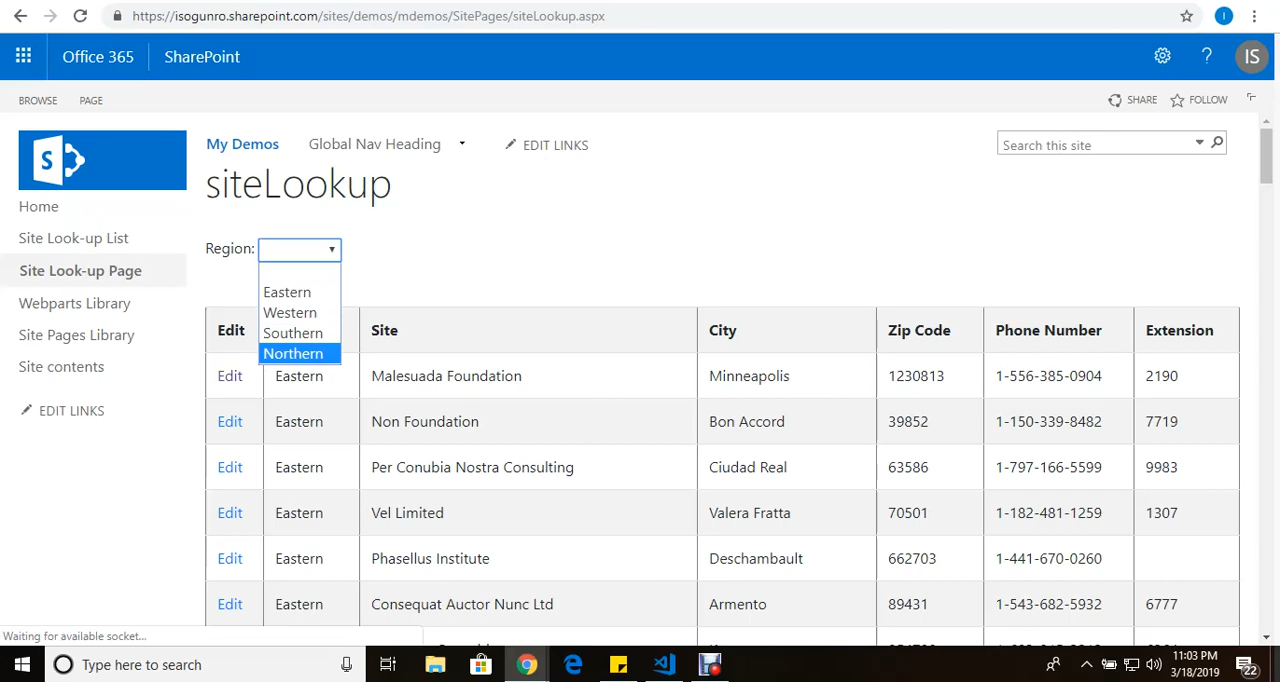 https://isogunro.sharepoint.com/sites/demos/mdemos/SitePages/siteLookup.aspx
I
Office 365 SharePoint
? IS
BROWSE PAGE
SHARE FOLLOW
S
My Demos Global Nav Heading EDIT LINKS
Search this site
siteLookup
Home
Site Look-up List
Site Look-up Page
Webparts Library
Site Pages Library
Site contents
EDIT LINKS
Region:
Eastern
Western
Southern
Northern
Edit Site City Zip Code Phone Number Extension
Edit Eastern Malesuada Foundation Minneapolis 1230813 1-556-385-0904 2190
Edit Eastern Non Foundation Bon Accord 39852 1-150-339-8482 7719
Edit Eastern Per Conubia Nostra Consulting Ciudad Real 63586 1-797-166-5599 9983
Edit Eastern Vel Limited Valera Fratta 70501 1-182-481-1259 1307
Edit Eastern Phasellus Institute Deschambault 662703 1-441-670-0260
Edit Eastern Consequat Auctor Nunc Ltd Armento 89431 1-543-682-5932 6777
Waiting for available socket...
Type here to search
11:03 PM
3/18/2019
22